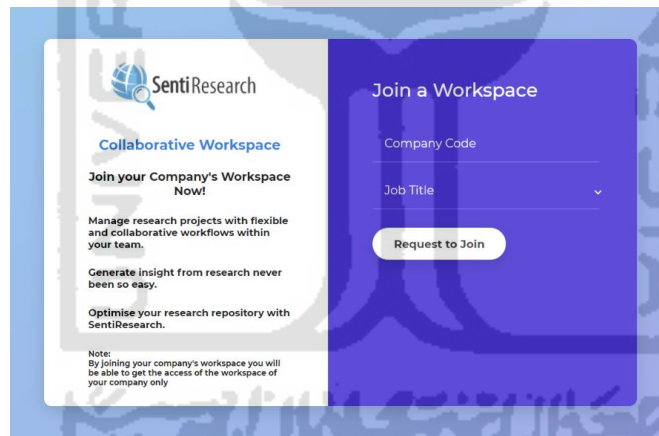 SentiResearch
Collaborative Workspace
Join your Company's Workspace
Now!
Manage research projects with flexible
and collaborative workflows within
your team.
Generate insight from research never
been so easy.
Optimise your research repository with
SentiResearch.
Note:
By joining your company's workspace you will
be able to get the access of the workspace of
your company only
Join a Workspace
Company Code
Job Title
Request to Join